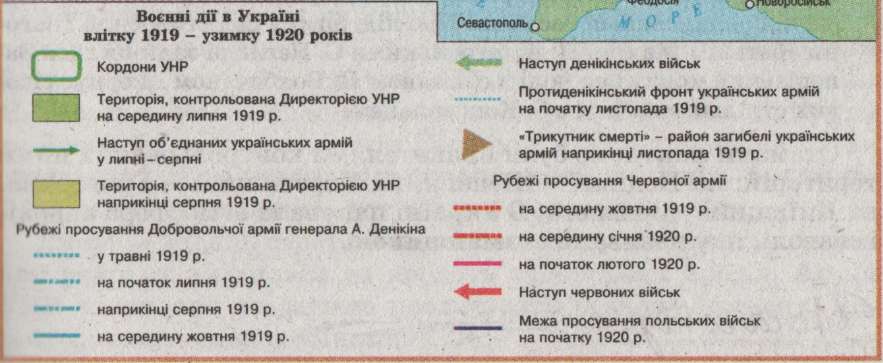 Феодосія
Новоросійськ
Севастополь
МОРЕ
Воєнні дії в Україні
влітку 1919 – узимку 1920 років
Кордони УНР
Територія, контрольована Директорією УНР
на середину липня 1919 р.
Наступ об’єднаних українських армій
у липні–серпні
Територія, контрольована Директорією УНР
наприкінці серпня 1919 р.
Рубежі просування Добровольчої армії генерала А. Денікіна
у травні 1919 р.
на початок липня 1919 р.
наприкінці серпня 1919 р.
на середину жовтня 1919 р.
Наступ денікінських військ
Протиденікінський фронт українських армій
на початку листопада 1919 р.
«Трикутник смерті» – район загибелі українських
армій наприкінці листопада 1919 р.
Рубежі просування Червоної армії
на середину жовтня 1919 р.
на середину січня 1920 р.
на початок лютого 1920 р.
Наступ червоних військ
Межа просування польських військ
на початку 1920 р.